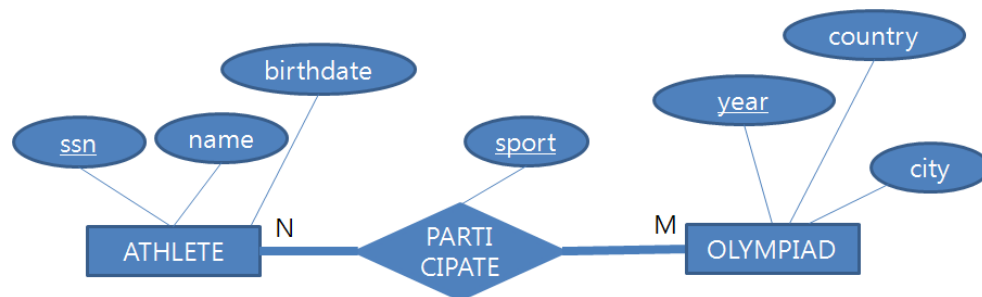 country
birthdate
year
name
ssn
sport
city
N
M
ATHLETE
PARTI
CIPATE
OLYMPIAD